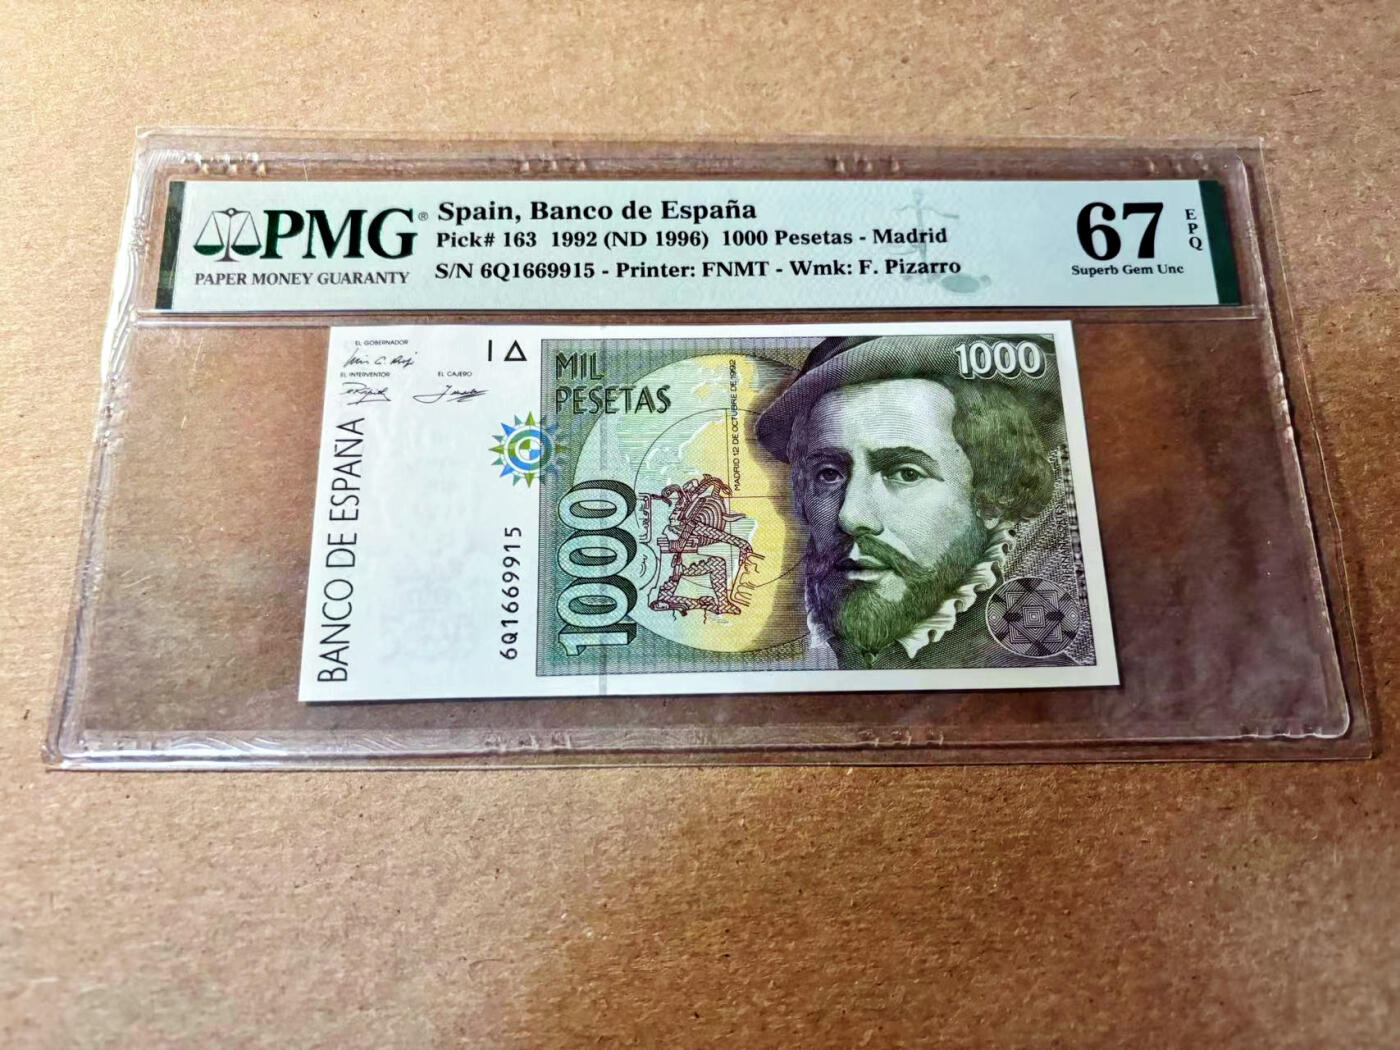 PMG®
PAPER MONEY GUARANTY
Spain, Banco de España
Pick# 163 1992 (ND 1996) 1000 Pesetas - Madrid
S/N 6Q1669915 - Printer: FNMT - Wmk: F. Pizarro
67
EPQ
Superb Gem Unc
EL GOBERNADOR
EL INTERVENTOR
EL CAJERO
BANCO DE ESPAÑA
6Q1669915
MIL
PESETAS
1000
MADRID 12 DE OCTUBRE DE 1992
1000